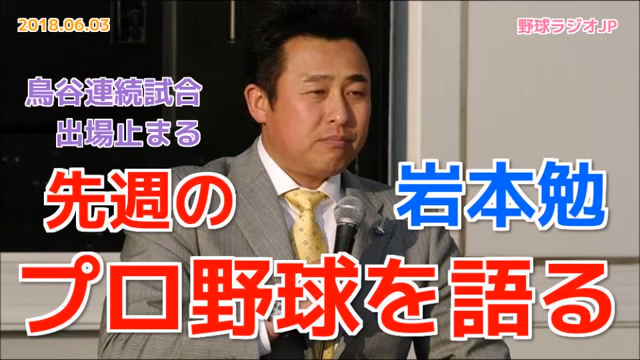 2018.06.03
野球ラジオJP
鳥谷連続試合
出場止まる
先週の
岩本勉
プロ野球を語る